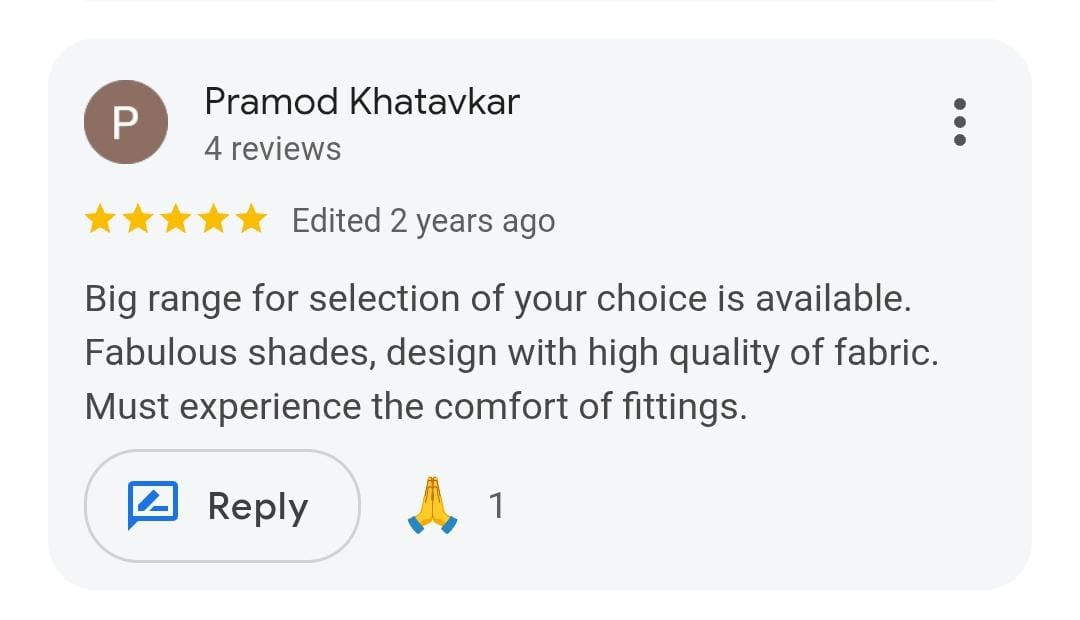 P
Pramod Khatavkar
4 reviews
Edited 2 years ago
Big range for selection of your choice is available.
Fabulous shades, design with high quality of fabric.
Must experience the comfort of fittings.
Reply
1